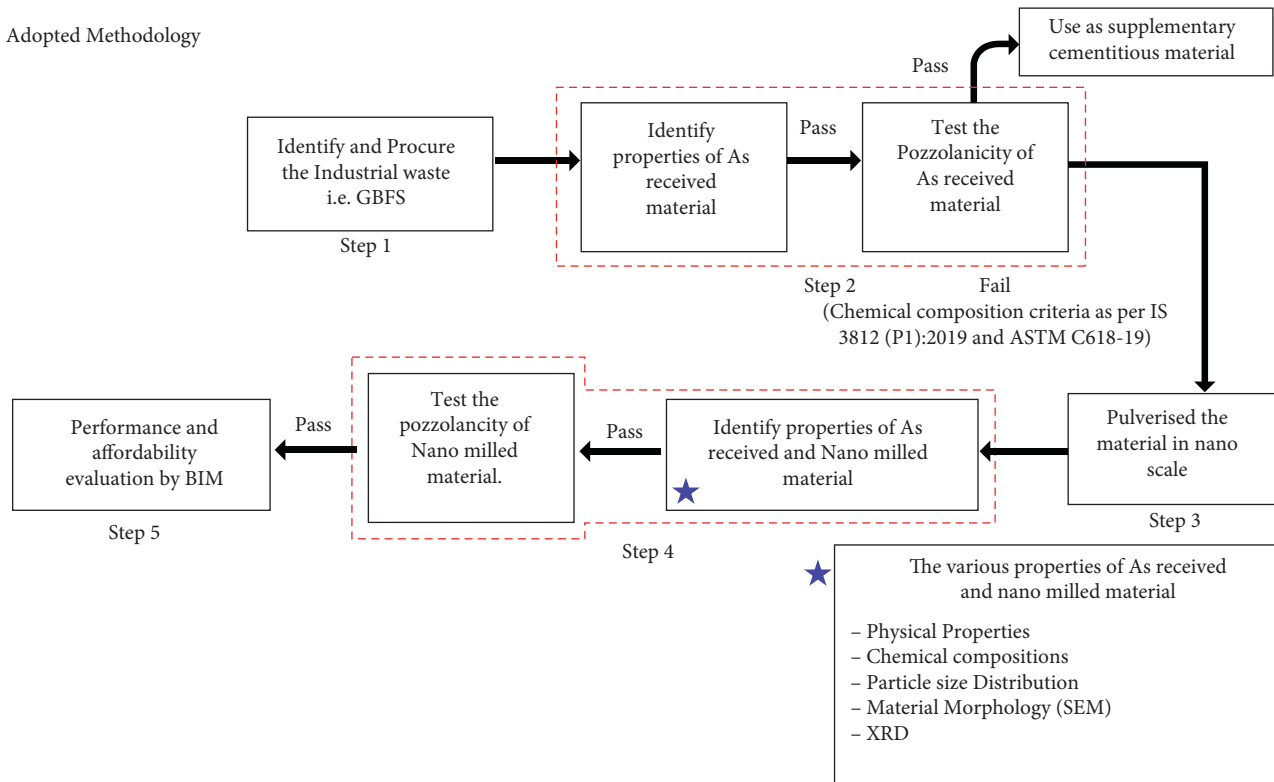 Adopted Methodology
Use as supplementary
cementitious material
Pass
Identify and Procure
the Industrial waste
i.e. GBFS
Step 1
Identify
properties of As
received
material
Pass
Test the
Pozzolanicity of
As received
material
Step 2
Fail
(Chemical composition criteria as per IS
3812 (P1):2019 and ASTM C618-19)
Pulverised the
material in nano
scale
Step 3
Identify properties of As
received and Nano milled
material
Pass
Test the
pozzolancity of
Nano milled
material.
Step 4
Pass
Performance and
affordability
evaluation by BIM
Step 5
The various properties of As received
and nano milled material
– Physical Properties
– Chemical compositions
– Particle size Distribution
– Material Morphology (SEM)
– XRD